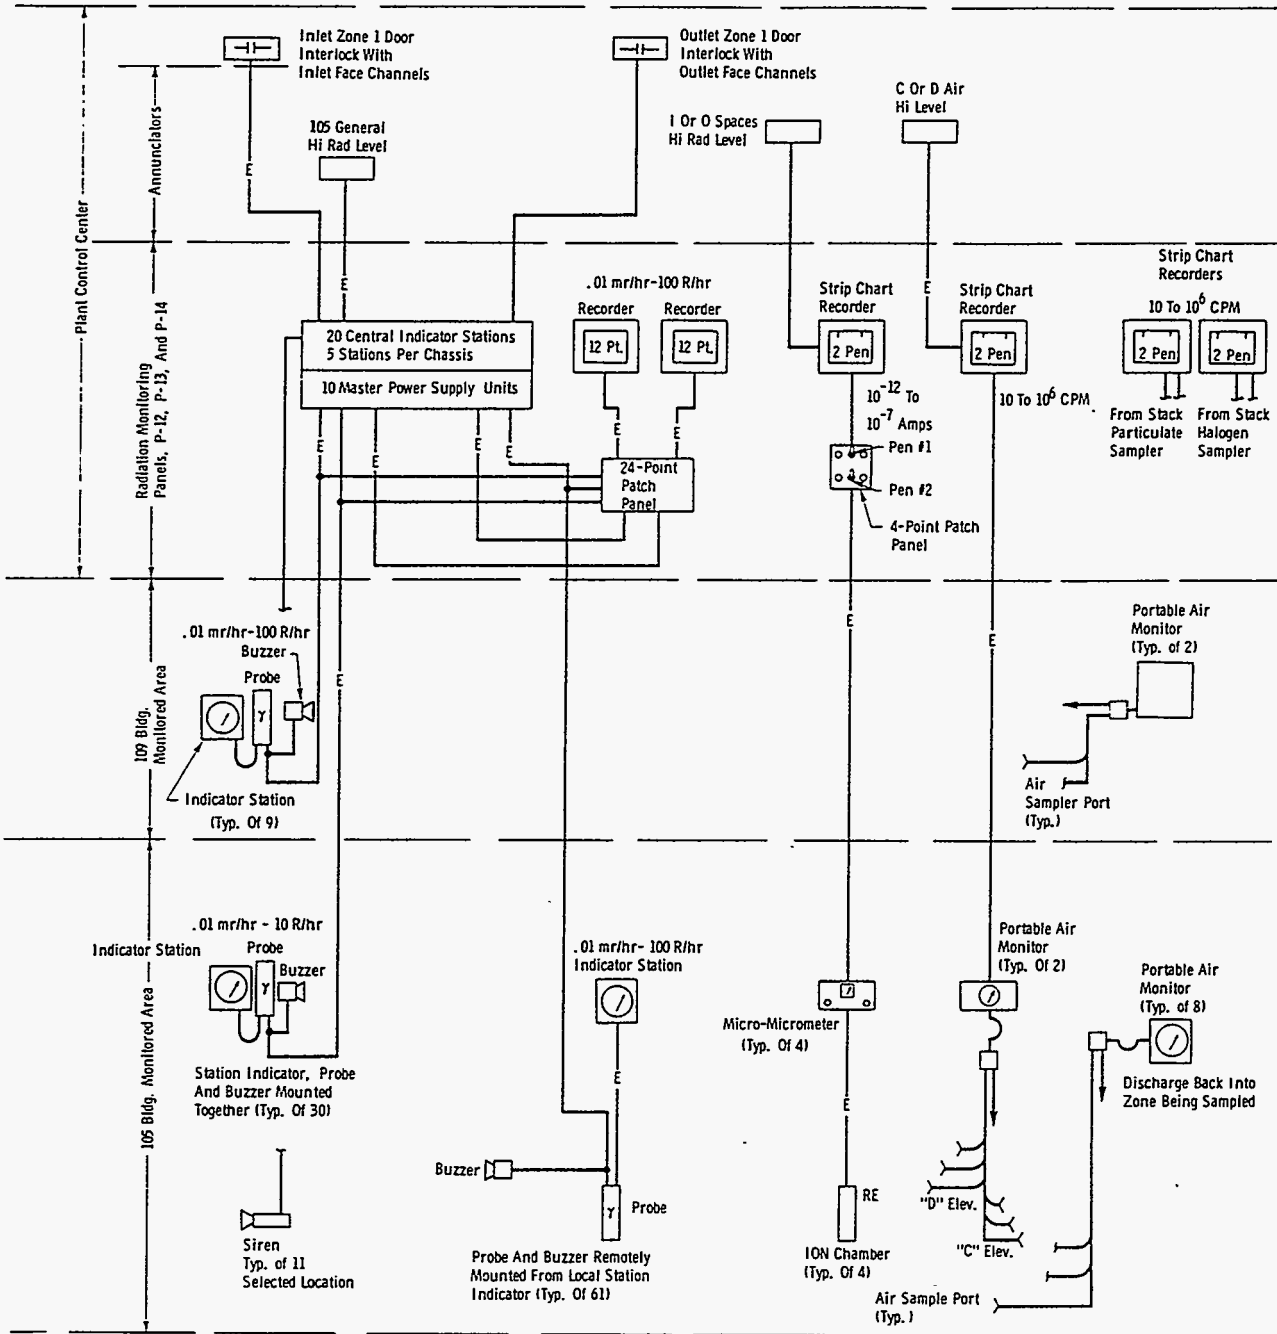 Inlet Zone 1 Door
Interlock With
Inlet Face Channels
Outlet Zone 1 Door
Interlock With
Outlet Face Channels
C Or D Air
Hi Level
I Or O Spaces
Hi Rad Level
105 General
Hi Rad Level
E
Annunciators
Plant Control Center
E
E
.01 mr/hr-100 R/hr
Recorder
Recorder
12 Pt.
12 Pt.
Strip Chart
Recorder
2 Pen
Strip Chart
Recorder
2 Pen
Strip Chart
Recorders
10 To 10^6 CPM
2 Pen
2 Pen
From Stack
Particulate
Sampler
From Stack
Halogen
Sampler
20 Central Indicator Stations
5 Stations Per Chassis
10 Master Power Supply Units
Radiation Monitoring
Panels, P-12, P-13, And P-14
E
E
E
E
E
E
E
24-Point
Patch
Panel
10^-12 To
10^-7 Amps
10 To 10^6 CPM
Pen #1
Pen #2
4-Point Patch
Panel
109 Bldg.
Monitored Area
.01 mr/hr-100 R/hr
Buzzer
Probe
γ
E
E
E
Indicator Station
(Typ. Of 9)
Portable Air
Monitor
(Typ. of 2)
Air
Sampler Port
(Typ.)
105 Bldg. Monitored Area
.01 mr/hr - 10 R/hr
Indicator Station
Probe
Buzzer
γ
Station Indicator, Probe
And Buzzer Mounted
Together (Typ. Of 30)
.01 mr/hr- 100 R/hr
Indicator Station
E
Buzzer
γ
Probe
Probe And Buzzer Remotely
Mounted From Local Station
Indicator (Typ. Of 61)
Siren
Typ. of 11
Selected Location
Micro-Micrometer
(Typ. Of 4)
E
RE
ION Chamber
(Typ. Of 4)
Portable Air
Monitor
(Typ. Of 2)
"D" Elev.
"C" Elev.
Portable Air
Monitor
(Typ. of 8)
Discharge Back Into
Zone Being Sampled
Air Sample Port
(Typ.)